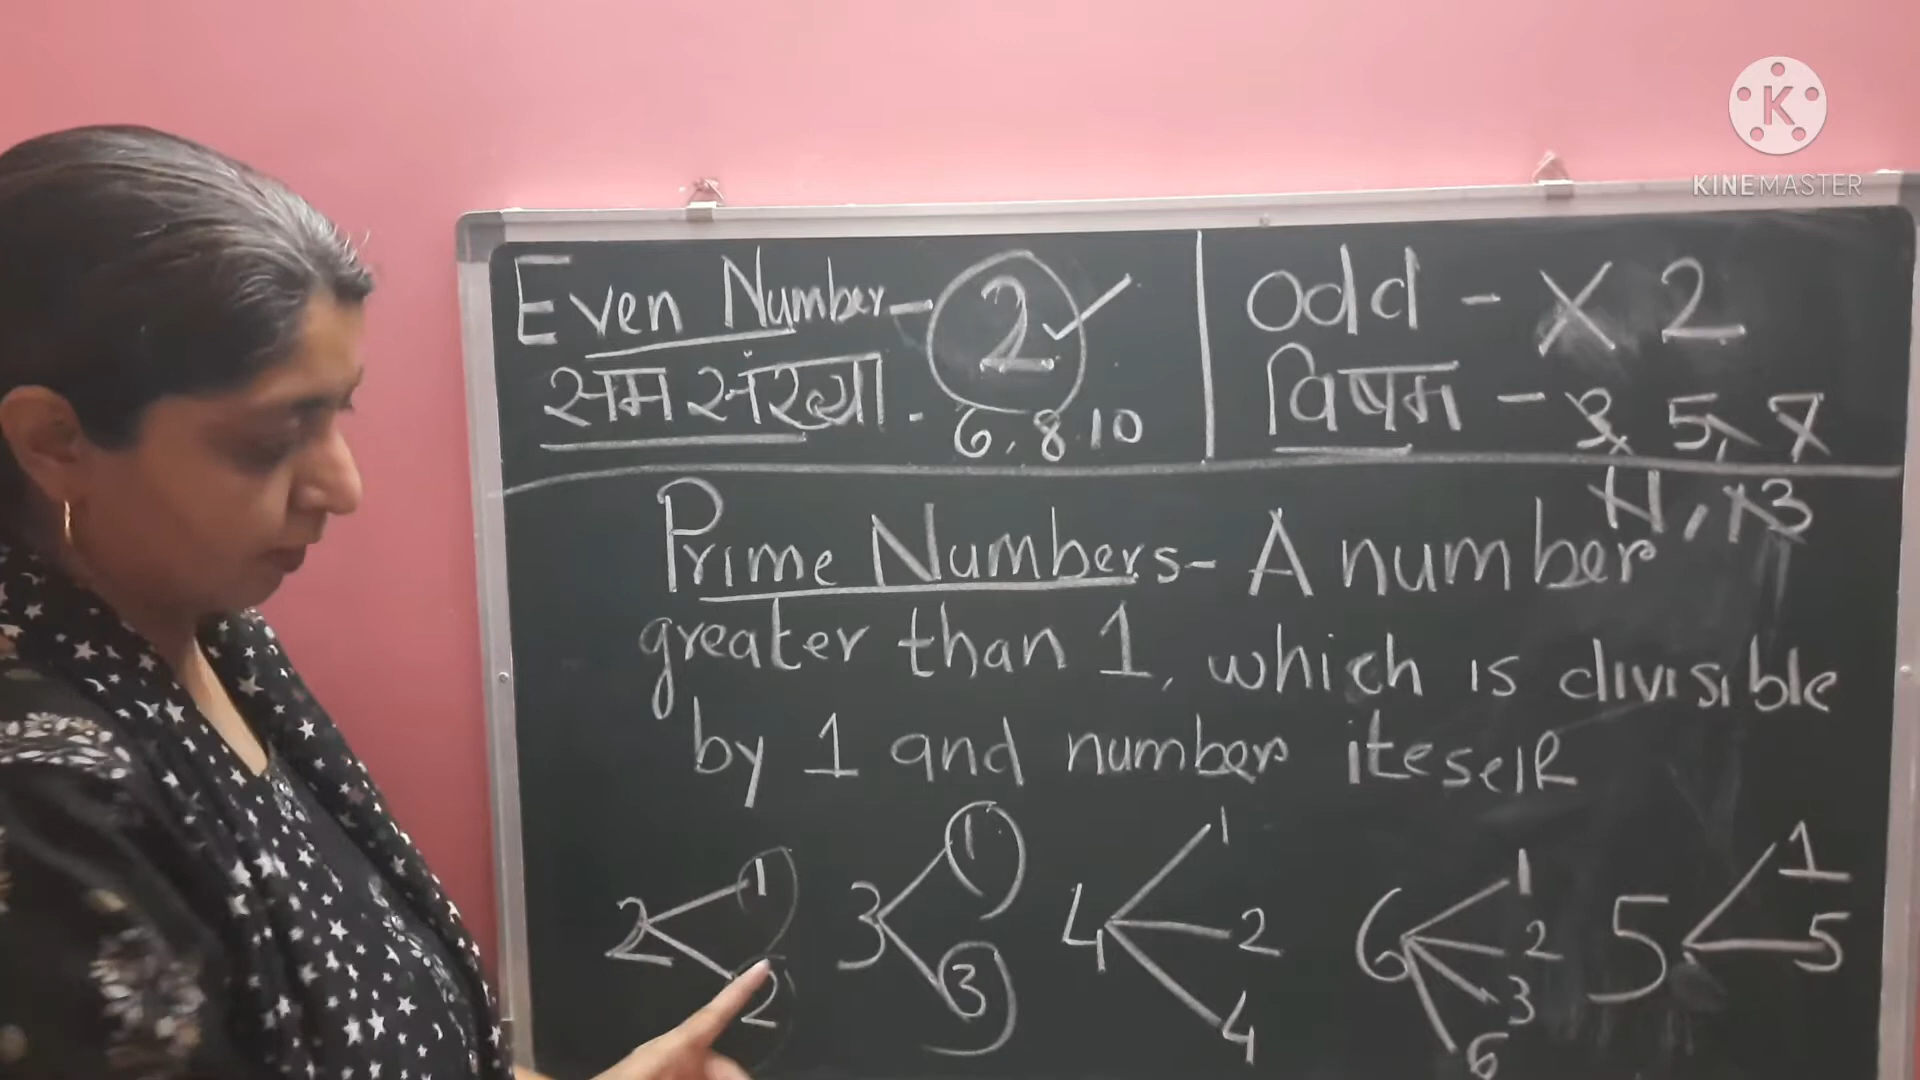 K
KINEMASTER
Even Number- 2 ✓
सम संख्या - 6, 8, 10
Odd - X 2
विषम - 3, 5, 7
11, 13
Prime Numbers- A number
greater than 1, which is divisible
by 1 and number iteself
2 1 2
3 1 3
4 1 2 4
6 1 2 3 6
5 1 5